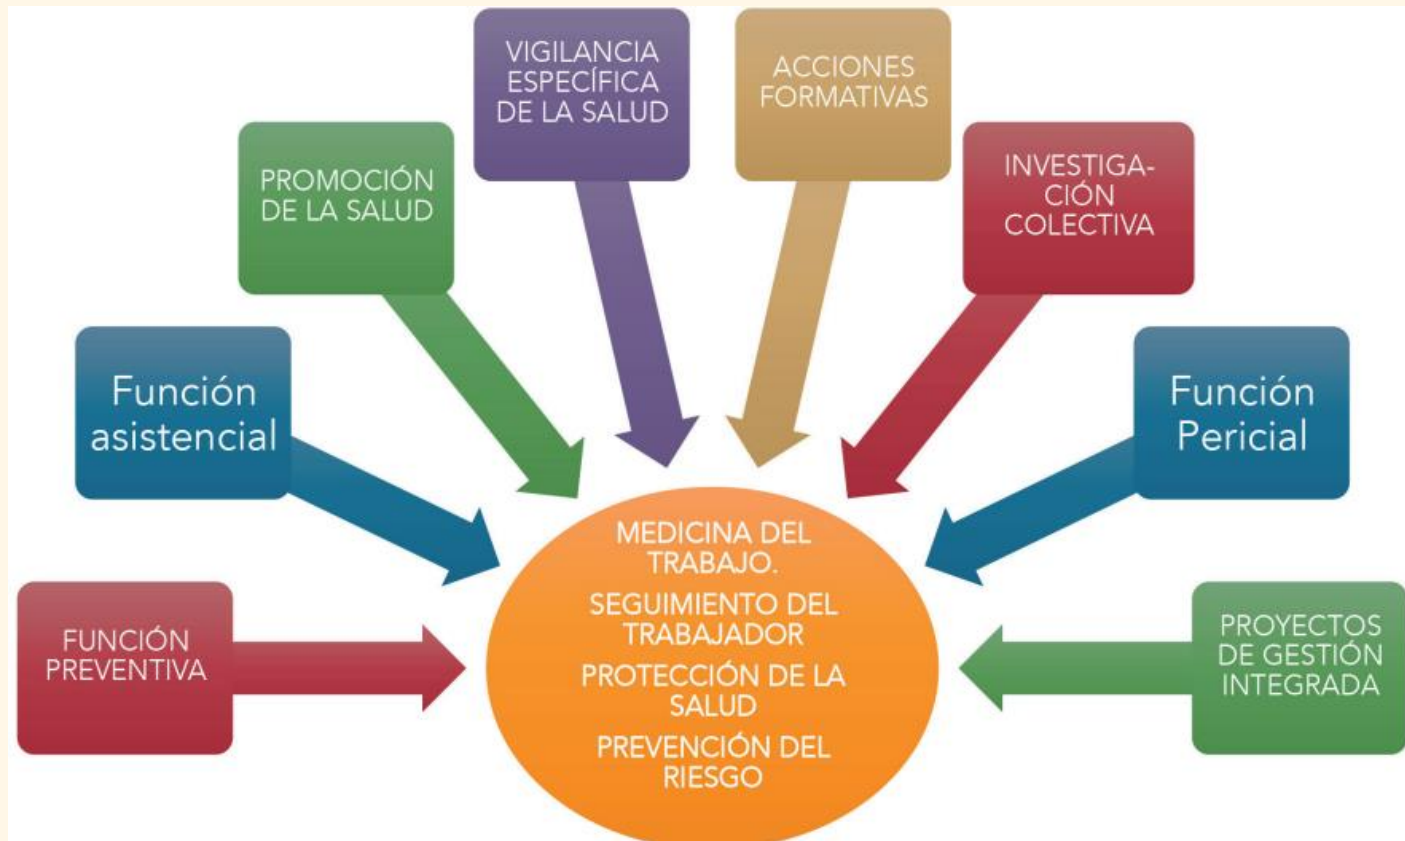 VIGILANCIA
ESPECÍFICA
DE LA SALUD
ACCIONES
FORMATIVAS
PROMOCIÓN
DE LA SALUD
INVESTIGA-
CIÓN
COLECTIVA
Función
asistencial
Función
Pericial
FUNCIÓN
PREVENTIVA
MEDICINA DEL
TRABAJO.
SEGUIMIENTO DEL
TRABAJADOR
PROTECCIÓN DE LA
SALUD
PREVENCIÓN DEL
RIESGO
PROYECTOS
DE GESTIÓN
INTEGRADA